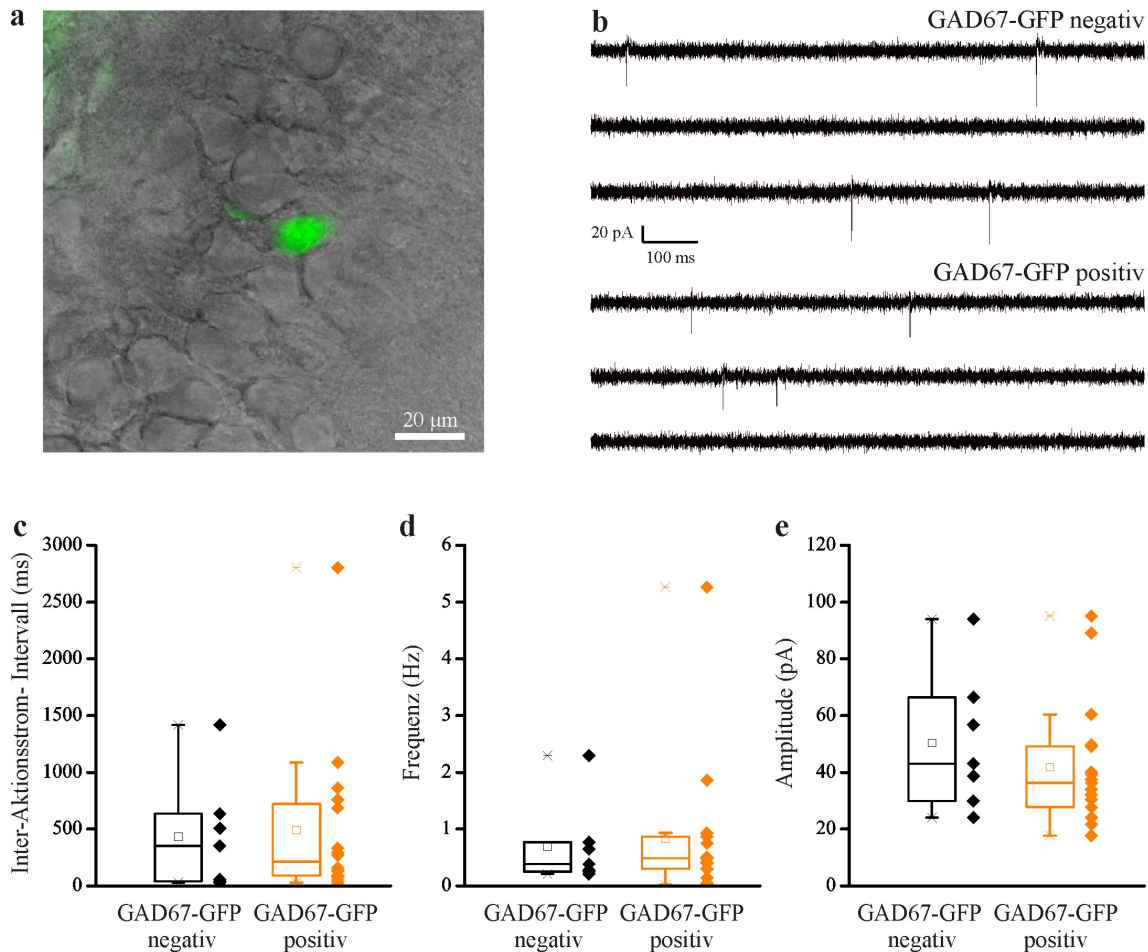 a
20 µm
b
GAD67-GFP negativ
20 pA
100 ms
GAD67-GFP positiv
c
Inter-Aktionsstrom- Intervall (ms)
3000
2500
2000
1500
1000
500
0
GAD67-GFP
negativ
GAD67-GFP
positiv
d
Frequenz (Hz)
6
5
4
3
2
1
0
GAD67-GFP
negativ
GAD67-GFP
positiv
e
Amplitude (pA)
120
100
80
60
40
20
0
GAD67-GFP
negativ
GAD67-GFP
positiv